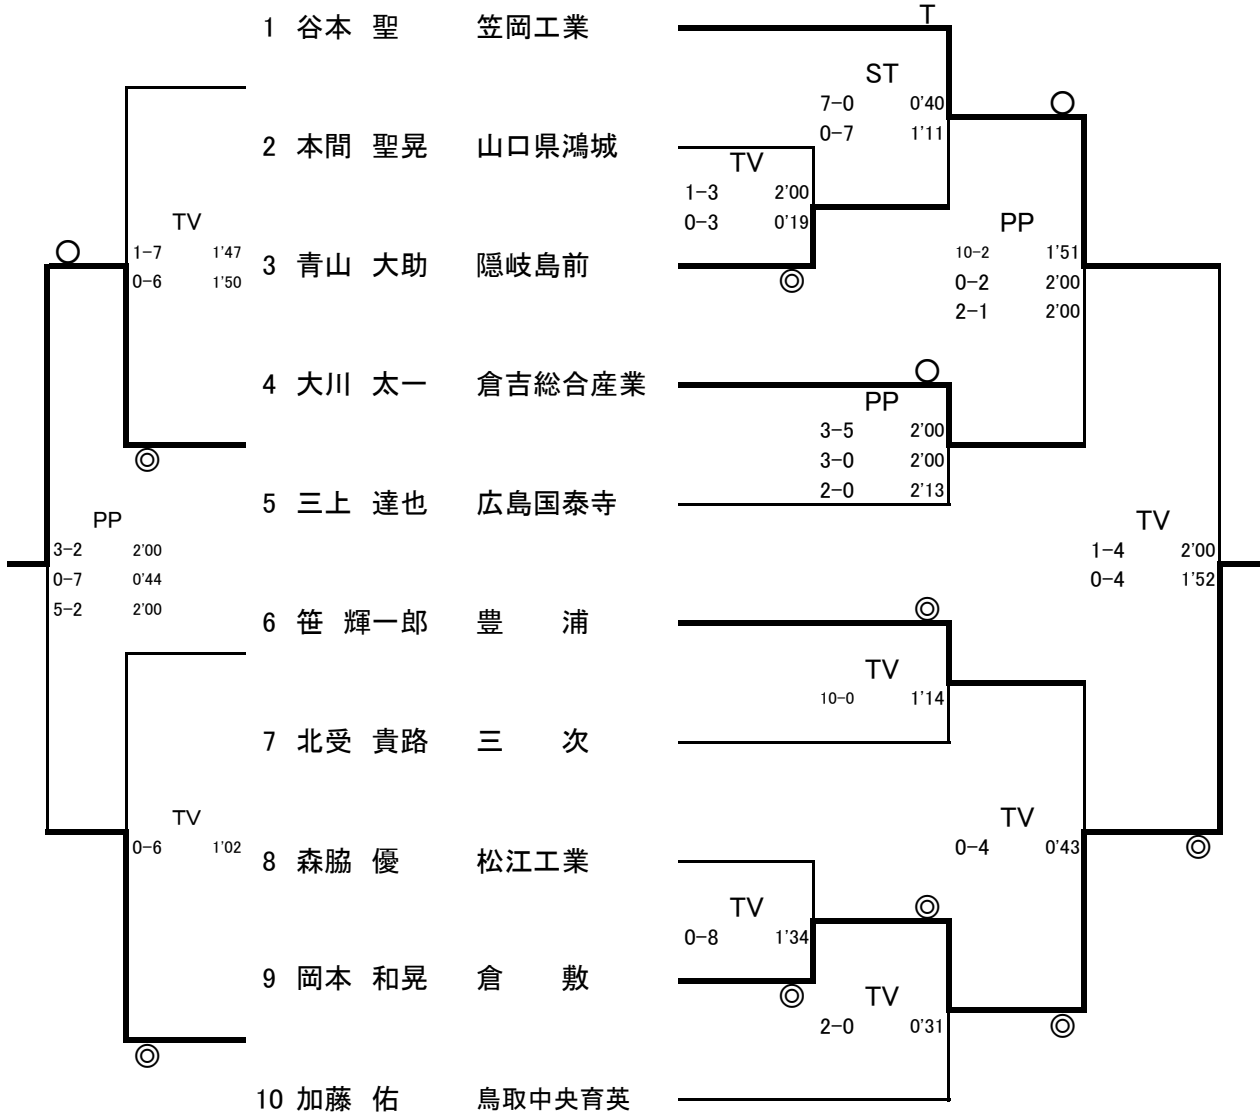 T
1 谷本 聖 笠岡工業
ST
7-0 0'40
0-7 1'11
2 本間 聖晃 山口県鴻城
TV
1-3 2'00
0-3 0'19
TV
1-7 1'47
0-6 1'50
PP
10-2 1'51
0-2 2'00
2-1 2'00
3 青山 大助 隠岐島前
4 大川 太一 倉吉総合産業
PP
3-5 2'00
3-0 2'00
2-0 2'13
5 三上 達也 広島国泰寺
PP
3-2 2'00
0-7 0'44
5-2 2'00
TV
1-4 2'00
0-4 1'52
6 笹 輝一郎 豊 浦
TV
10-0 1'14
7 北受 貴路 三 次
TV
0-6 1'02
TV
0-4 0'43
8 森脇 優 松江工業
TV
0-8 1'34
9 岡本 和晃 倉 敷
TV
2-0 0'31
10 加藤 佑 鳥取中央育英